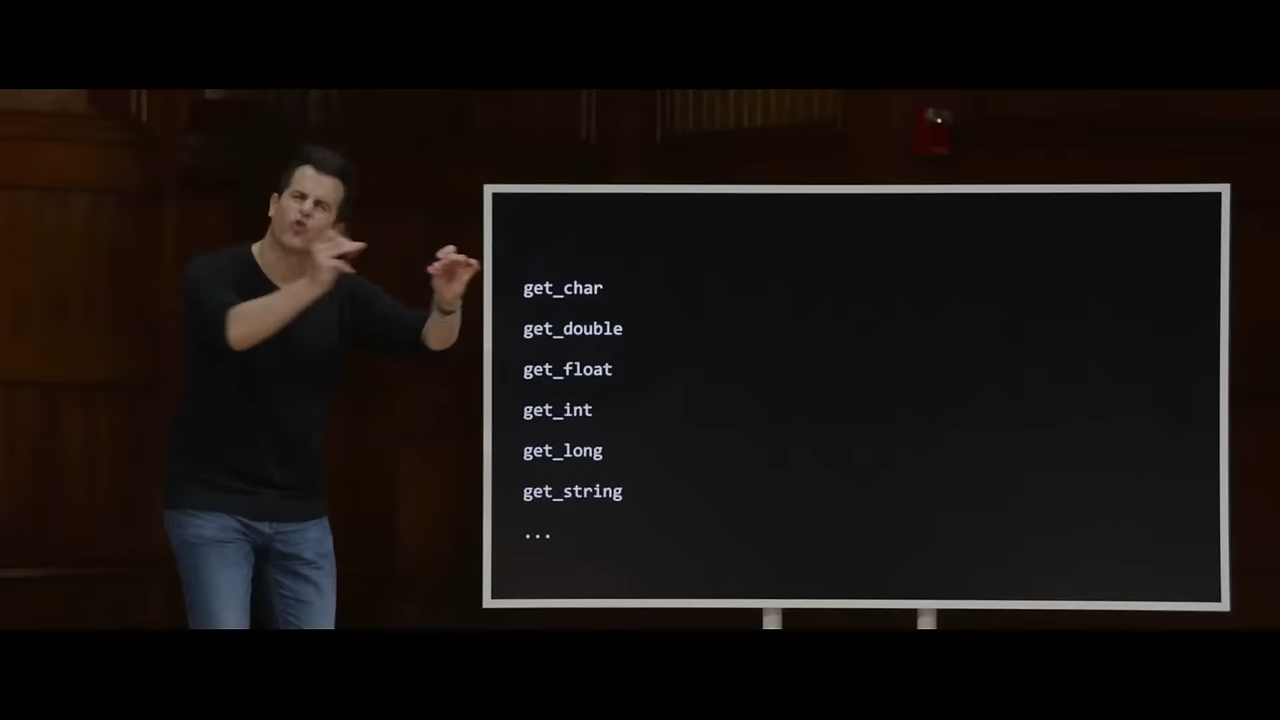 get_char
get_double
get_float
get_int
get_long
get_string
...